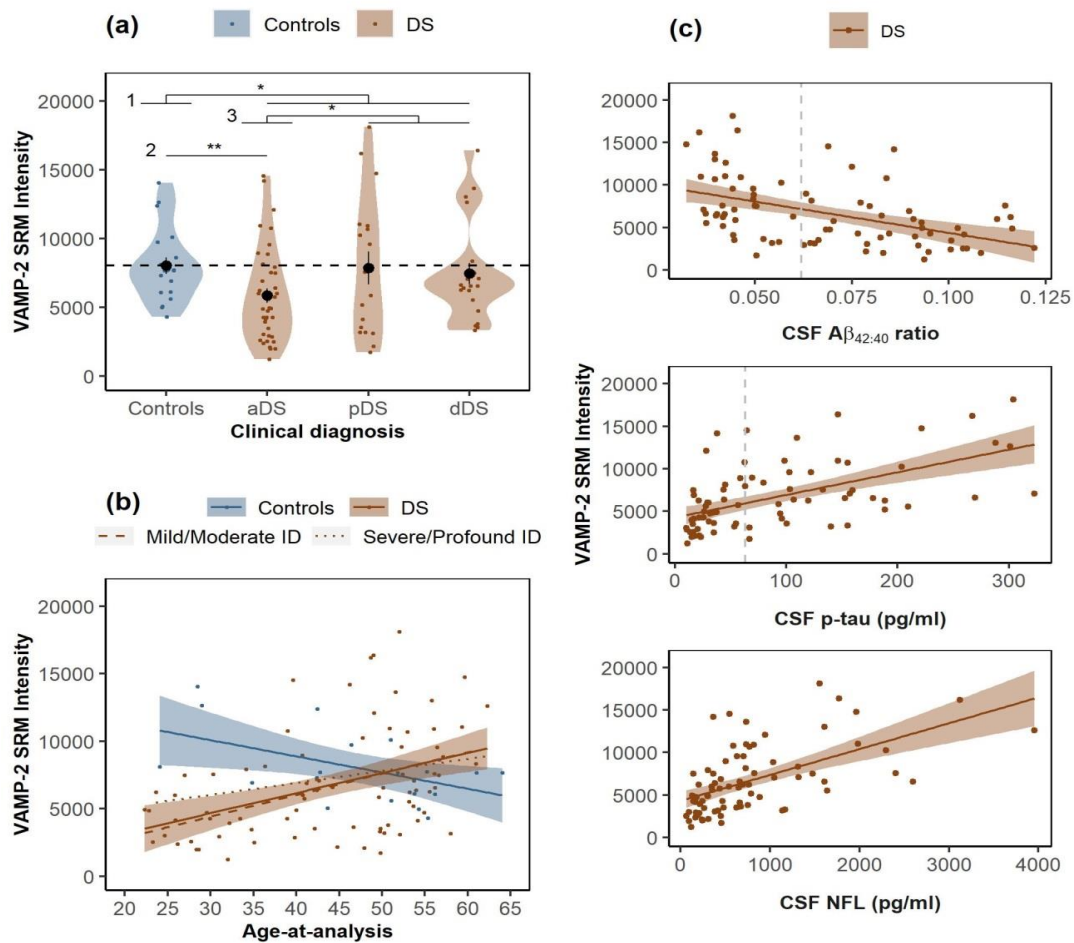 (a)
Controls DS
VAMP-2 SRM Intensity
20000
15000
10000
5000
0
1
*
3
*
2
**
Controls aDS pDS dDS
Clinical diagnosis
(b)
Controls DS
Mild/Moderate ID Severe/Profound ID
VAMP-2 SRM Intensity
20000
15000
10000
5000
0
20 25 30 35 40 45 50 55 60 65
Age-at-analysis
(c)
DS
20000
15000
10000
5000
0
0.050 0.075 0.100 0.125
CSF Aβ42:40 ratio
VAMP-2 SRM Intensity
20000
15000
10000
5000
0
0 100 200 300
CSF p-tau (pg/ml)
20000
15000
10000
5000
0
0 1000 2000 3000 4000
CSF NFL (pg/ml)